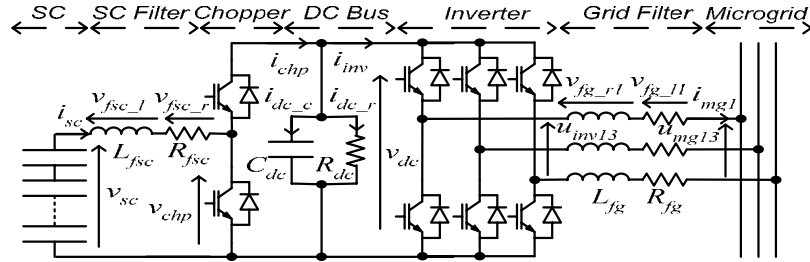 SC SC Filter Chopper DC Bus Inverter Grid Filter Microgrid
i_chp i_inv
i_sc v_fsc_l v_fsc_r i_dc_c i_dc_r v_fg_r1 v_fg_l1 i_mg1
L_fsc R_fsc C_dc R_dc v_dc u_inv13 u_mg13
v_sc v_chp L_fg R_fg